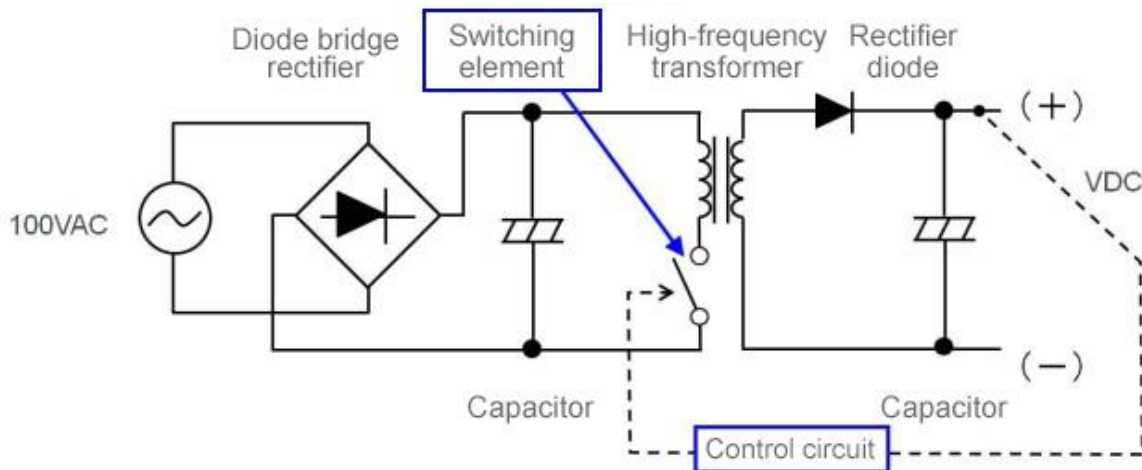 Diode bridge
rectifier
Switching
element
High-frequency
transformer
Rectifier
diode
(+)
VDC
100VAC
(−)
Capacitor
Capacitor
Control circuit